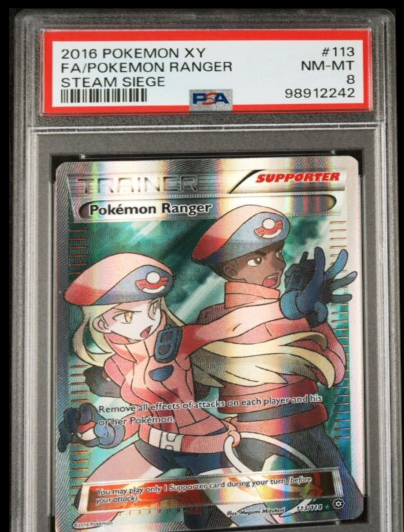 2016 POKEMON XY #113
FA/POKEMON RANGER NM-MT
STEAM SIEGE 8
PSA 98912242
TRAINER SUPPORTER
Pokémon Ranger
Remove all effects of attacks on each player and his
or her Pokémon.
You may play only 1 Supporter card during your turn (before
your attack).
113/114